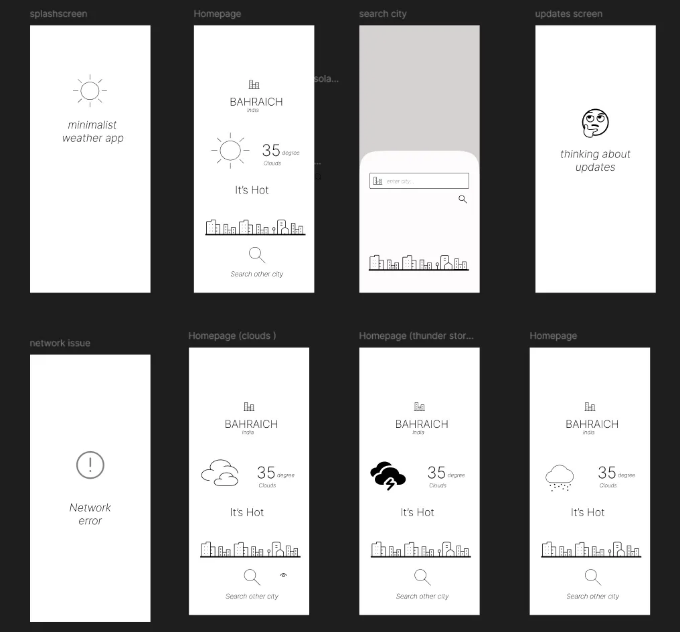 splashscreen
Homepage
search city
updates screen
sola...
minimalist
weather app
BAHRAICH
India
35 degree
Clouds
It's Hot
Search other city
enter city...
thinking about
updates
network issue
Homepage (clouds )
Homepage (thunder stor...
Homepage
Network
error
BAHRAICH
India
35 degree
Clouds
It's Hot
Search other city
BAHRAICH
India
35 degree
Clouds
It's Hot
Search other city
BAHRAICH
India
35 degree
Clouds
It's Hot
Search other city